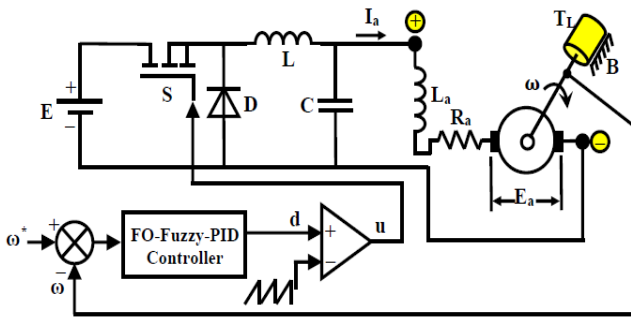 +
I_a
T_L
B
+
E
−
S
L
D
C
L_a
R_a
ω
−
E_a
ω*
+
−
ω
FO-Fuzzy-PID
Controller
d
+
−
u